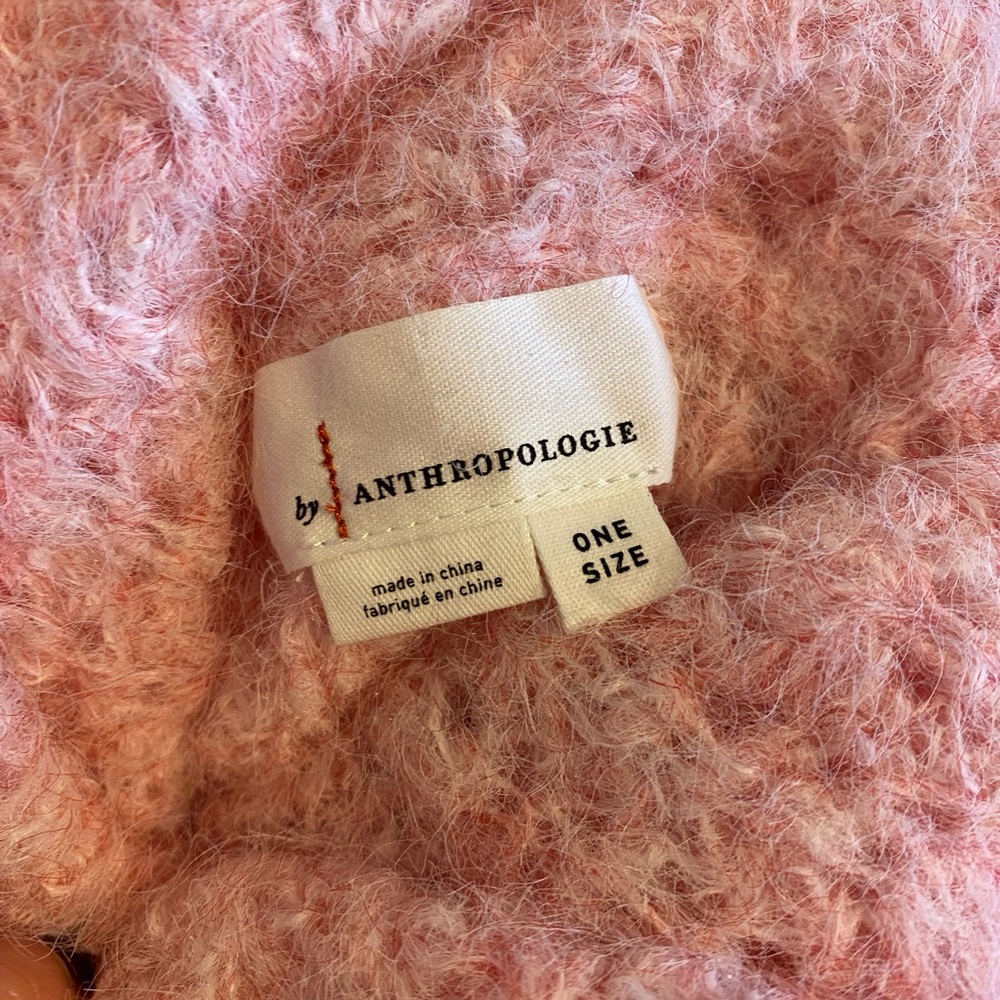 by ANTHROPOLOGIE
made in china
fabriqué en chine
ONE
SIZE